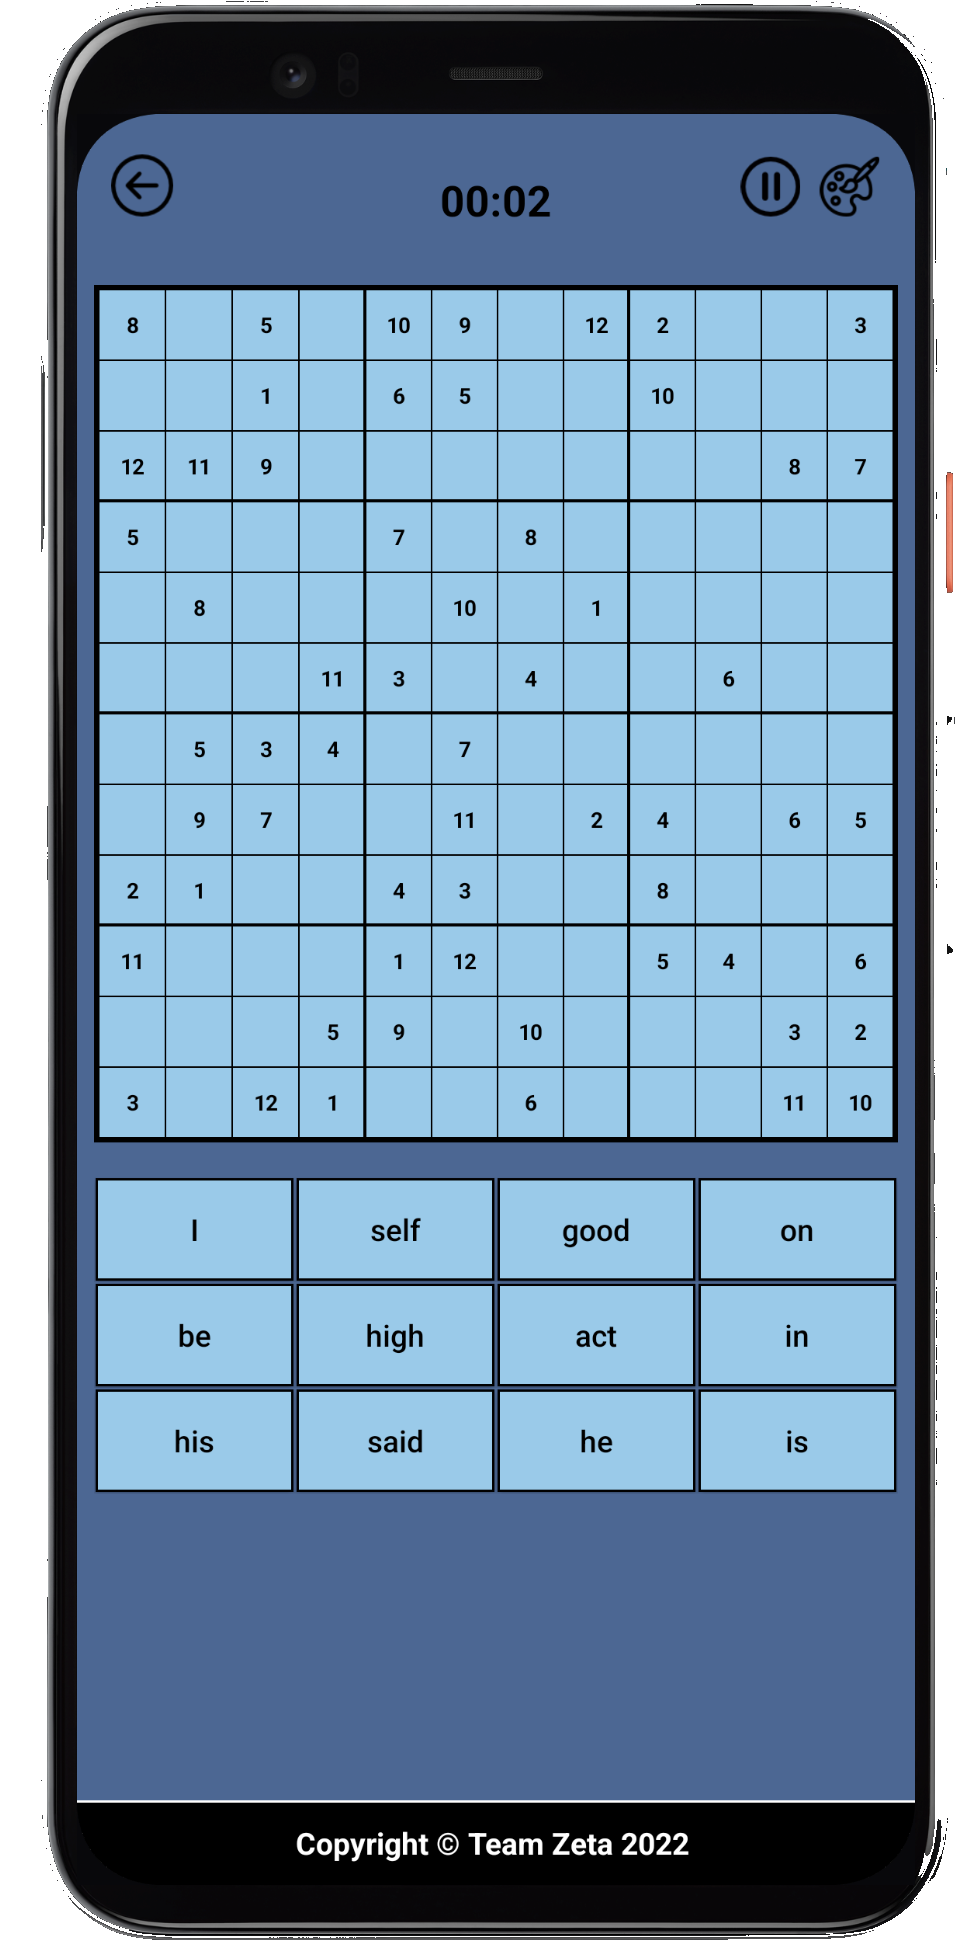 00:02
8 5 10 9 12 2 3
1 6 5 10
12 11 9 8 7
5 7 8
8 10 1
11 3 4 6
5 3 4 7
9 7 11 2 4 6 5
2 1 4 3 8
11 1 12 5 4 6
5 9 10 3 2
3 12 1 6 11 10
I self good on
be high act in
his said he is
Copyright © Team Zeta 2022